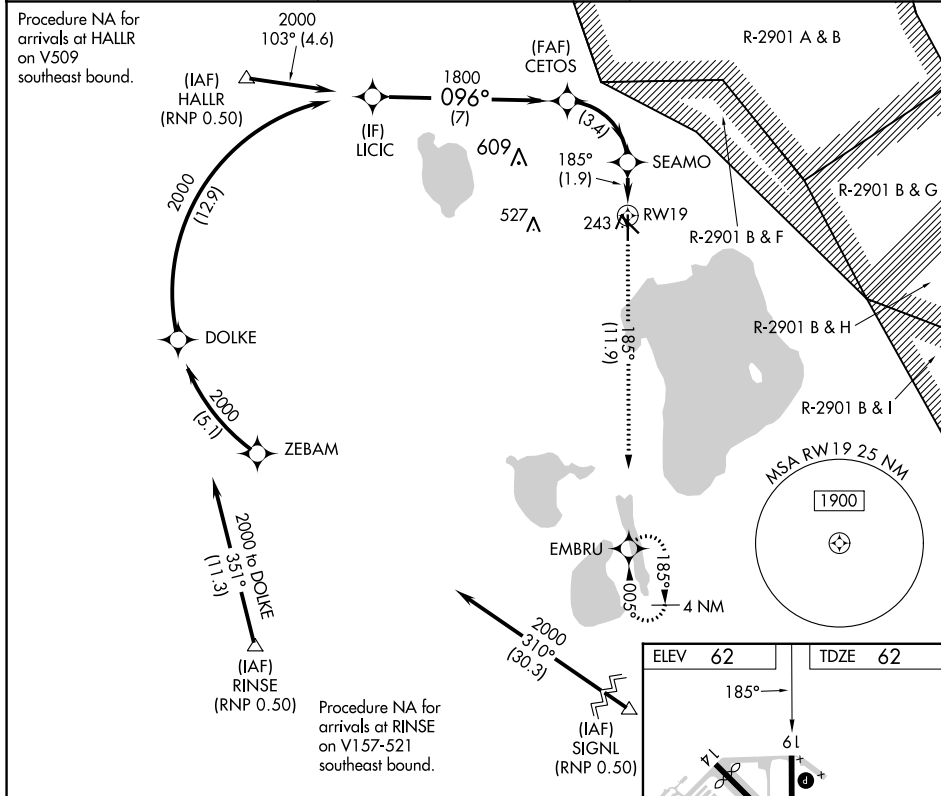 Procedure NA for
arrivals at HALLR
on V509
southeast bound.
2000
103° (4.6)
(IAF)
HALLR
(RNP 0.50)
(IF)
LICIC
1800
096°
(7)
(FAF)
CETOS
(3.4)
SEAMO
185°
(1.9)
609
527
243
RW19
R-2901 A & B
R-2901 B & G
R-2901 B & F
R-2901 B & H
R-2901 B & I
2000
(12.9)
DOLKE
2000
(5.1)
ZEBAM
185°
(11.9)
MSA RW19 25 NM
1900
EMBRU
185°
005°
4 NM
2000 to DOLKE
351°
(11.3)
(IAF)
RINSE
(RNP 0.50)
Procedure NA for
arrivals at RINSE
on V157-521
southeast bound.
2000
310°
(30.3)
(IAF)
SIGNL
(RNP 0.50)
ELEV 62
TDZE 62
185°
14
19
P